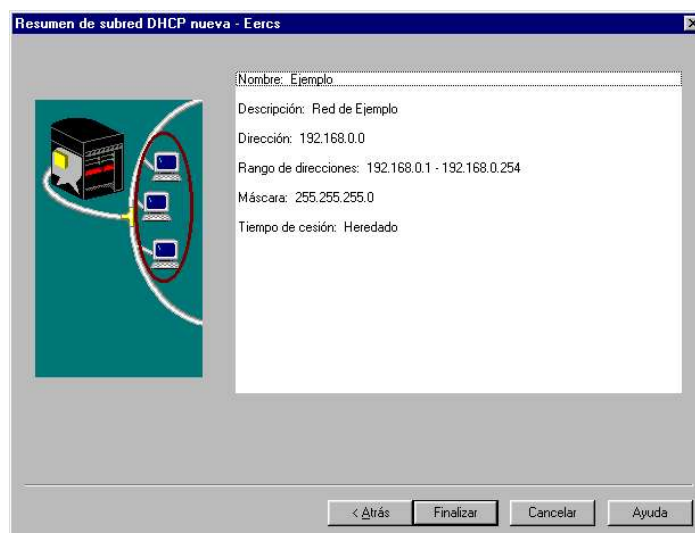 Resumen de subred DHCP nueva - Eercs
Nombre: Ejemplo
Descripción: Red de Ejemplo
Dirección: 192.168.0.0
Rango de direcciones: 192.168.0.1 - 192.168.0.254
Máscara: 255.255.255.0
Tiempo de cesión: Heredado
< Atrás
Finalizar
Cancelar
Ayuda